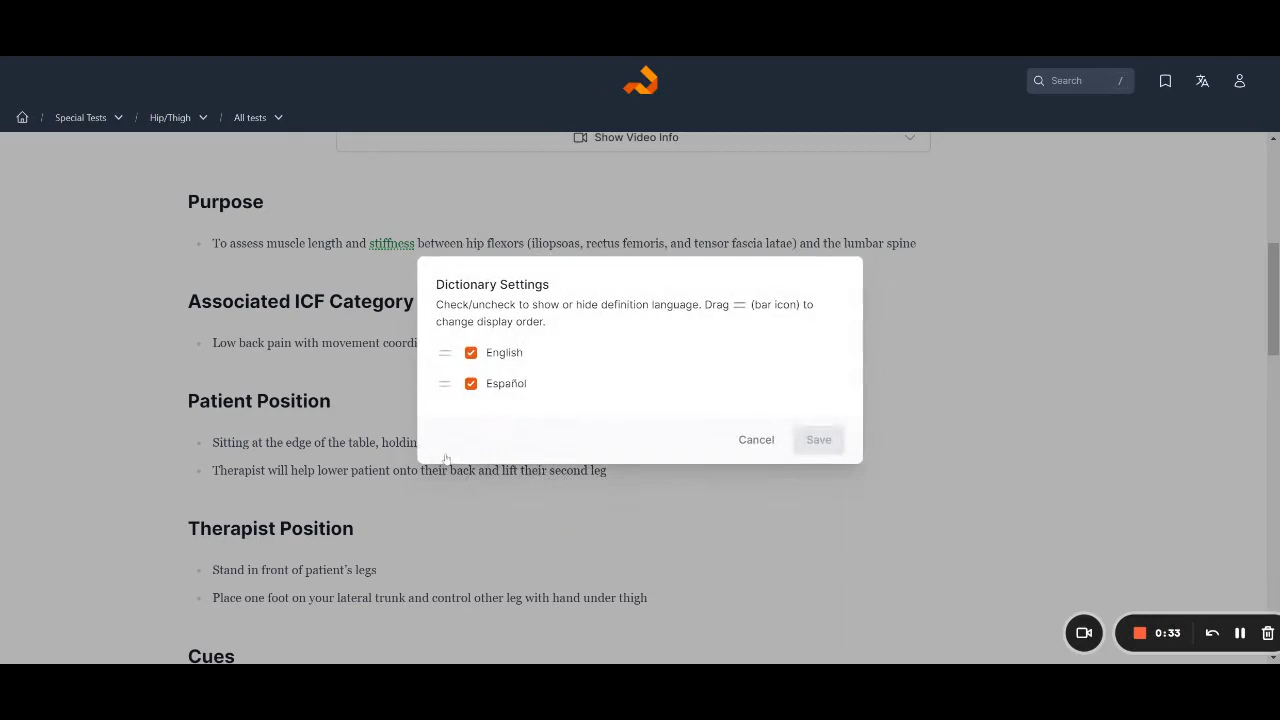 Search /
Special Tests / Hip/Thigh / All tests
Show Video Info
Purpose
To assess muscle length and stiffness between hip flexors (iliopsoas, rectus femoris, and tensor fascia latae) and the lumbar spine
Associated ICF Category
Low back pain with movement coordi
Dictionary Settings
Check/uncheck to show or hide definition language. Drag (bar icon) to
change display order.
English
Español
Cancel Save
Patient Position
Sitting at the edge of the table, holdin
Therapist will help lower patient onto their back and lift their second leg
Therapist Position
Stand in front of patient's legs
Place one foot on your lateral trunk and control other leg with hand under thigh
0:33
Cues